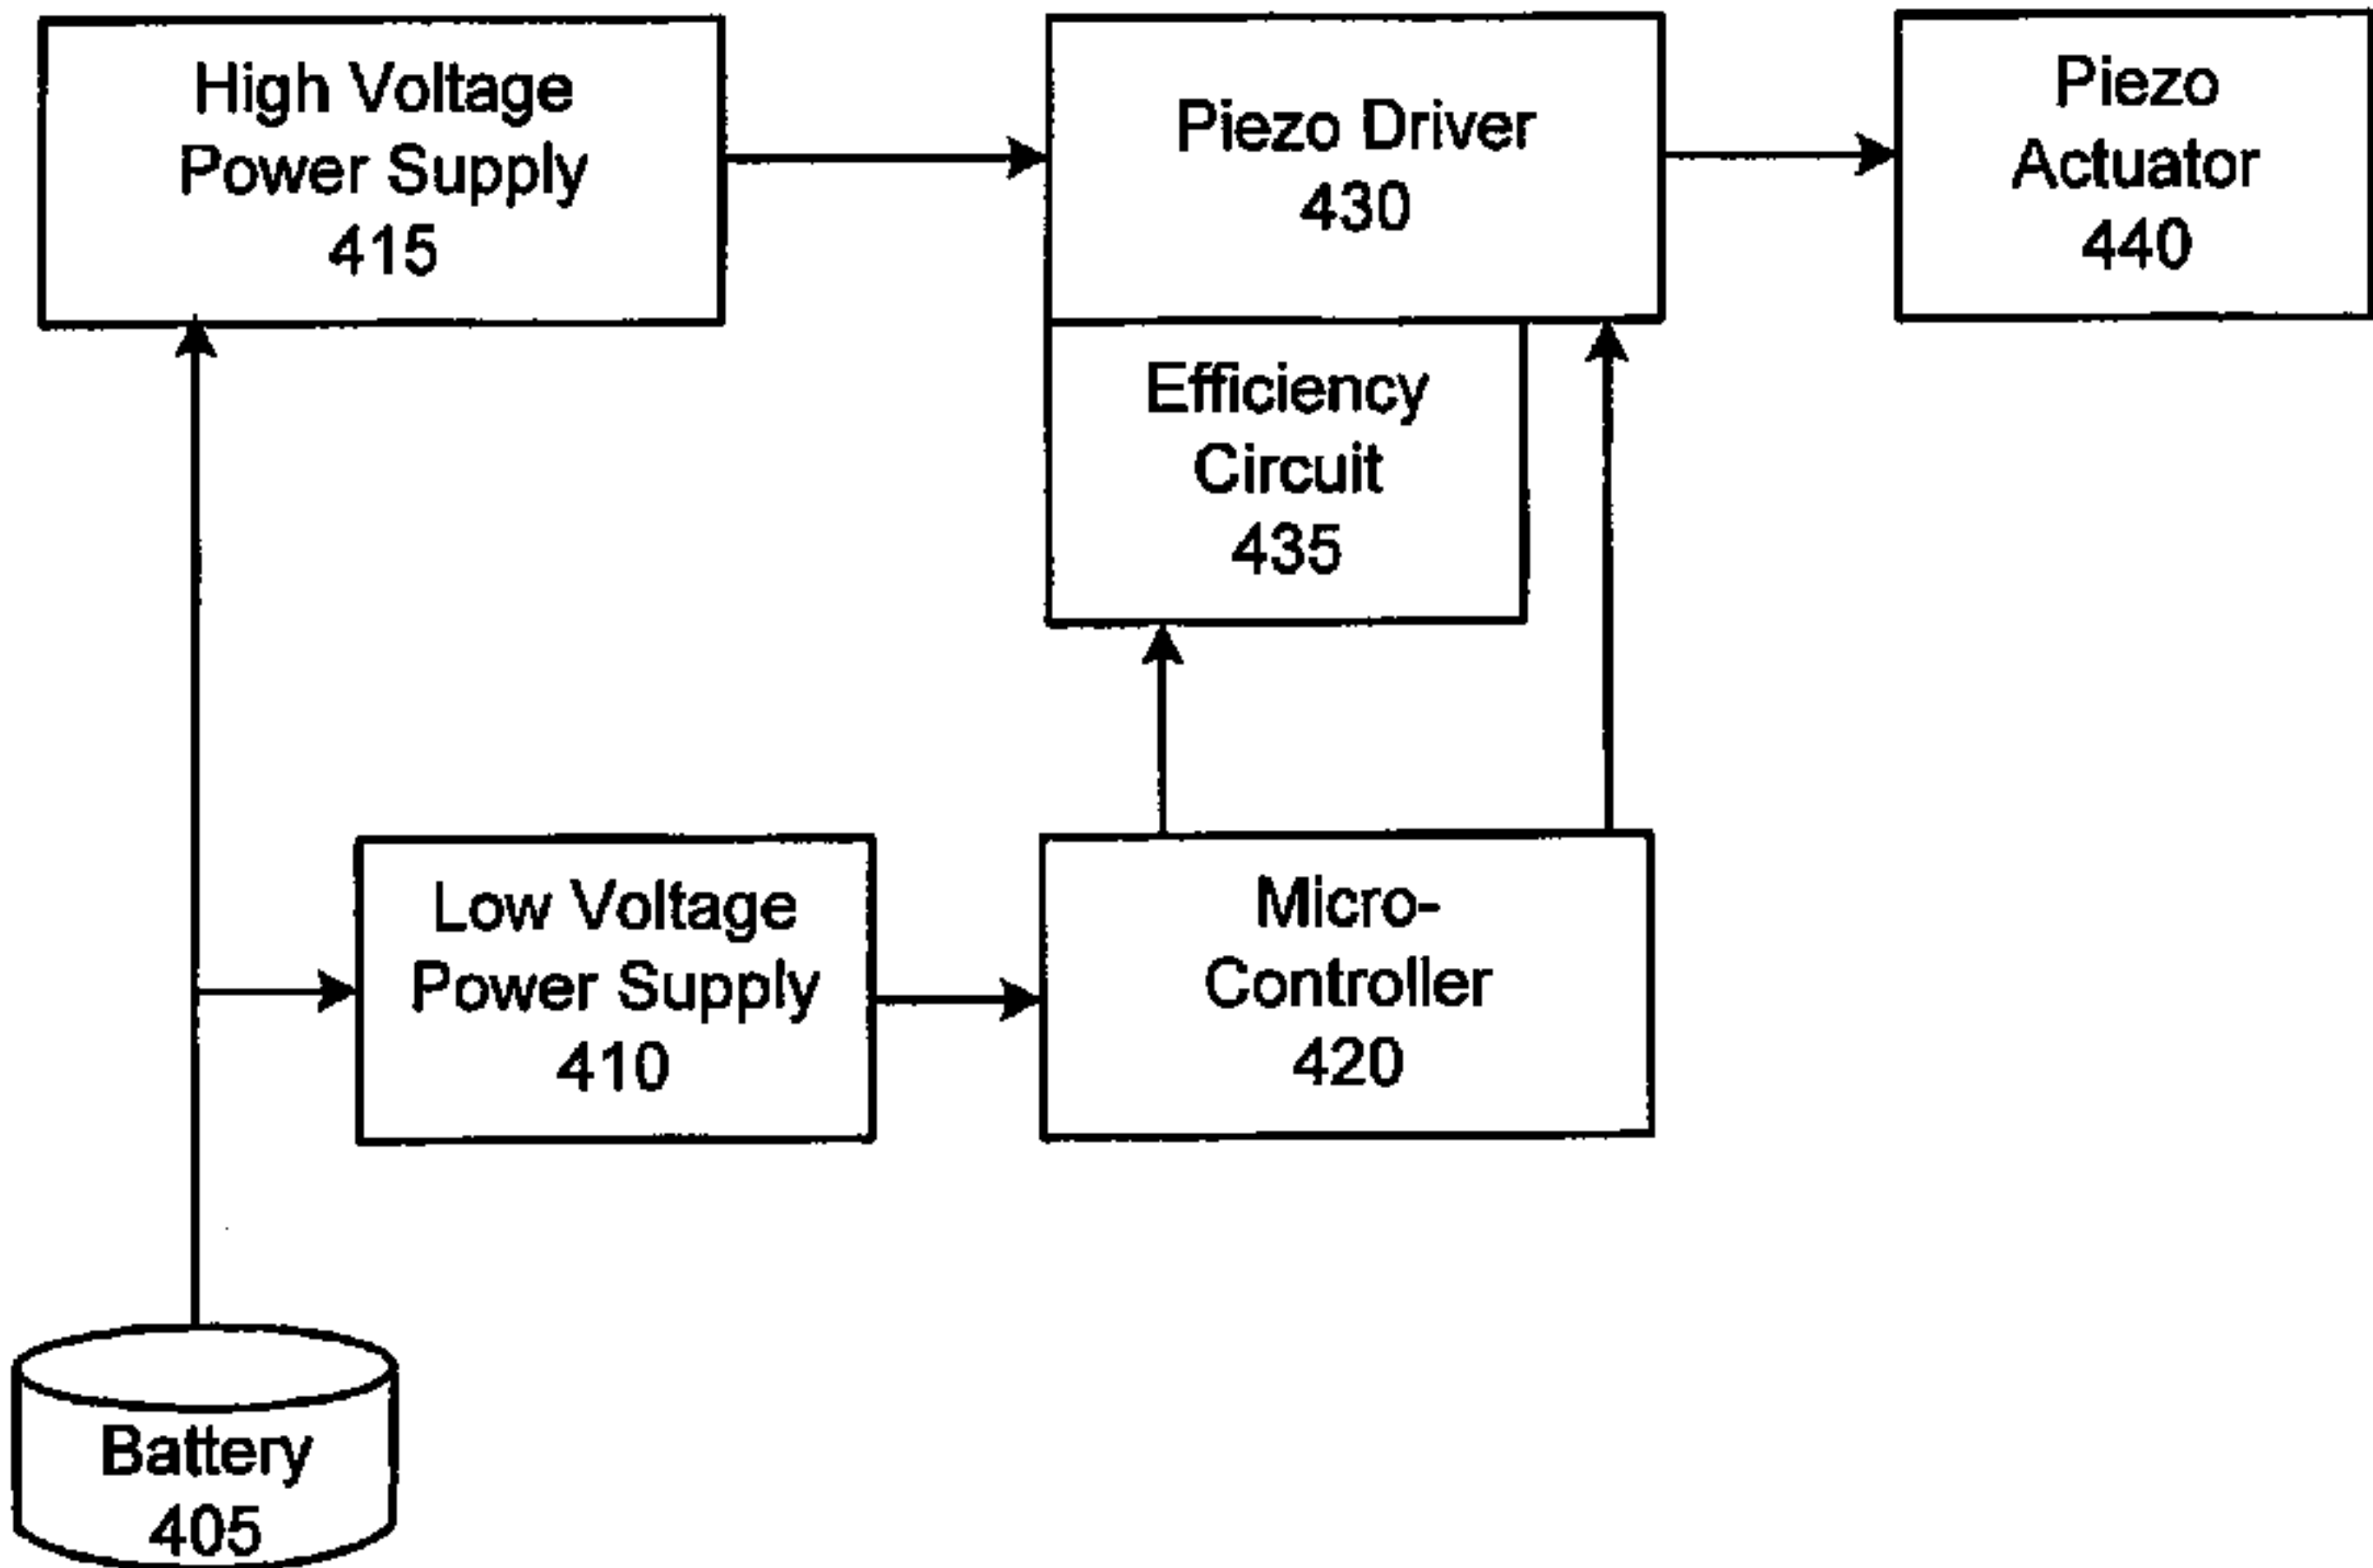 High Voltage
Power Supply
415
Piezo Driver
430
Piezo
Actuator
440
Efficiency
Circuit
435
Low Voltage
Power Supply
410
Micro-
Controller
420
Battery
405